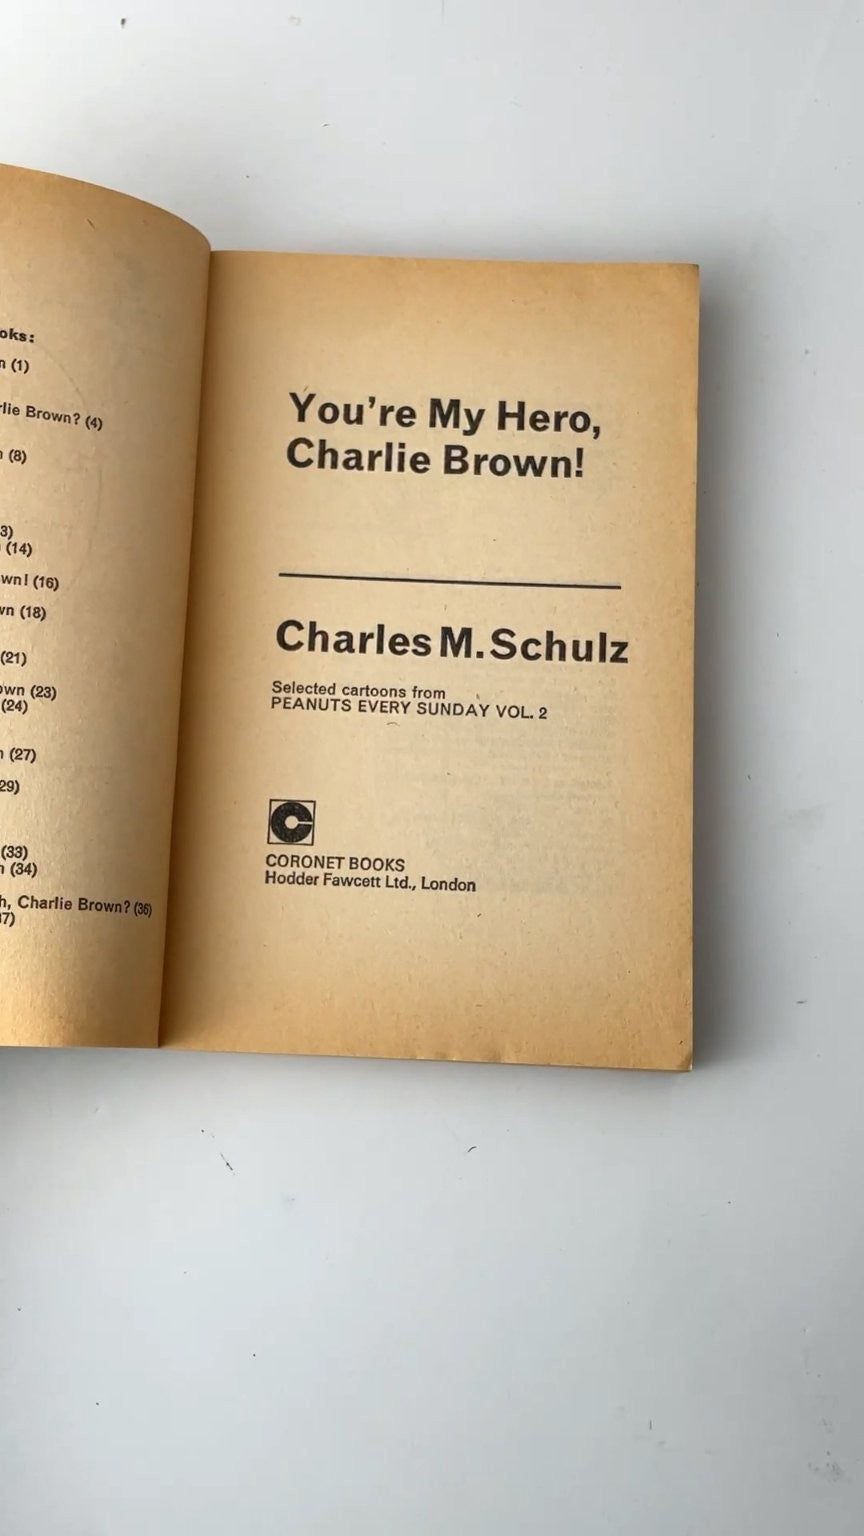 oks:
n (1)
rlie Brown? (4)
n (8)
3)
(14)
wn! (16)
vn (18)
(21)
own (23)
(24)
n (27)
29)
(33)
n (34)
h, Charlie Brown? (36)
37)
You're My Hero,
Charlie Brown!
Charles M. Schulz
Selected cartoons from
PEANUTS EVERY SUNDAY VOL. 2
C
CORONET BOOKS
Hodder Fawcett Ltd., London